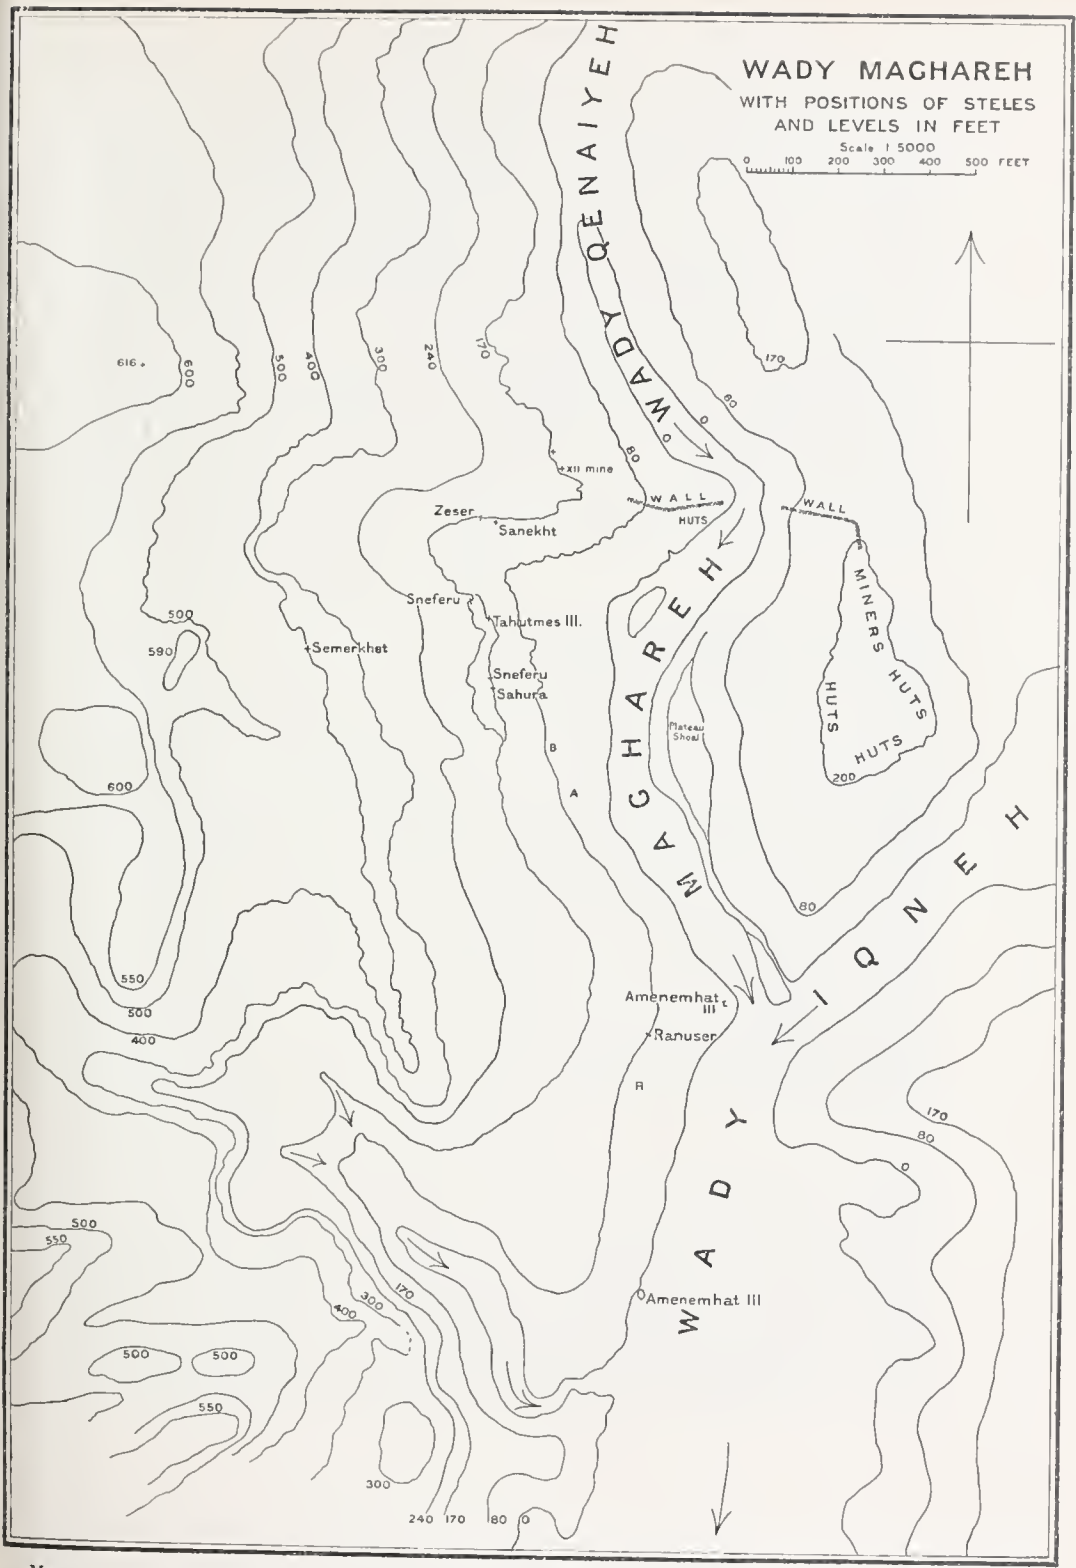 WADY MAGHAREH
WITH POSITIONS OF STELES
AND LEVELS IN FEET
Scale 1 5000
0 100 200 300 400 500 FEET
WADY QENAIYEH
616
600
500
400
300
240
170
170
80
0
0
80
XII mine
WALL
HUTS
WALL
Zeser
Sanekht
MINERS HUTS
HUTS
HUTS
200
Sneferu
Tahutmes III.
500
590
Semerkhet
Sneferu
Sahura
Plateau
Shoal
B
A
600
WADY MAGHAREH
WADY IQNEH
80
550
500
400
Amenemhat
III
Ranuser
R
170
80
0
500
550
170
300
400
Amenemhat III
500
500
550
300
240 170 80 0